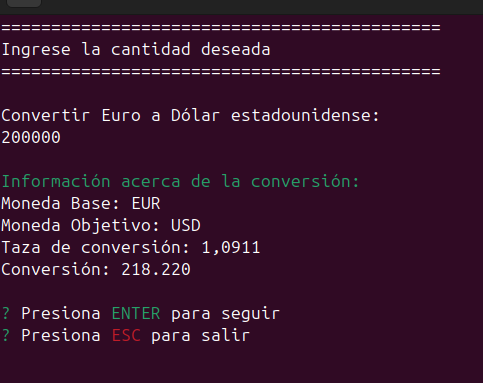 ============================================
Ingrese la cantidad deseada
============================================
Convertir Euro a Dólar estadounidense:
200000
Información acerca de la conversión:
Moneda Base: EUR
Moneda Objetivo: USD
Taza de conversión: 1,0911
Conversión: 218.220
? Presiona ENTER para seguir
? Presiona ESC para salir